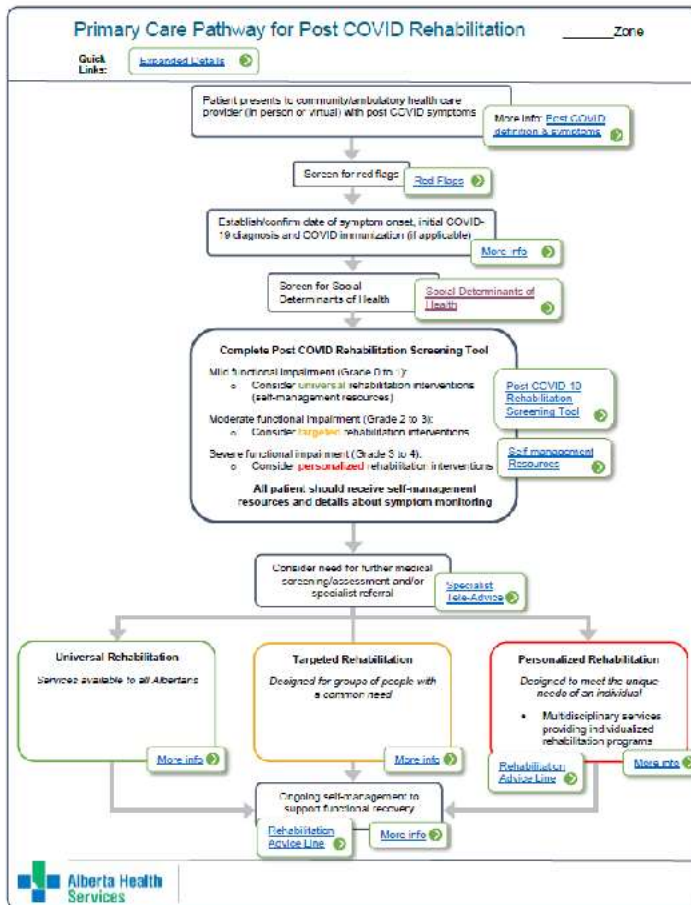 Primary Care Pathway for Post COVID Rehabilitation
_______Zone
Quick
Links:
Expanded Details
Patient presents to community/ambulatory health care
provider (in person or virtual) with post COVID symptoms
More info: Post COVID
definition & symptoms
Screen for red flags
Red Flags
Establish/confirm date of symptom onset, initial COVID-
19 diagnosis and COVID immunization (if applicable)
More info
Screen for Social
Determinants of Health
Social Determinants of
Health
Complete Post COVID Rehabilitation Screening Tool
Mild functional impairment (Grade 0 to 1):
o Consider universal rehabilitation interventions
(self-management resources)
Moderate functional impairment (Grade 2 to 3):
o Consider targeted rehabilitation interventions
Severe functional impairment (Grade 3 to 4):
o Consider personalized rehabilitation interventions
All patient should receive self-management
resources and details about symptom monitoring
Post COVID-19
Rehabilitation
Screening Tool
Self management
Resources
Consider need for further medical
screening/assessment and/or
specialist referral
Specialist
Tele-Advice
Universal Rehabilitation
Services available to all Albertans
More info
Targeted Rehabilitation
Designed for groups of people with
a common need
More info
Personalized Rehabilitation
Designed to meet the unique
needs of an individual
• Multidisciplinary services
providing individualized
rehabilitation programs
Rehabilitation
Advice Line
More info
Ongoing self-management to
support functional recovery
Rehabilitation
Advice Line
More info
Alberta Health
Services